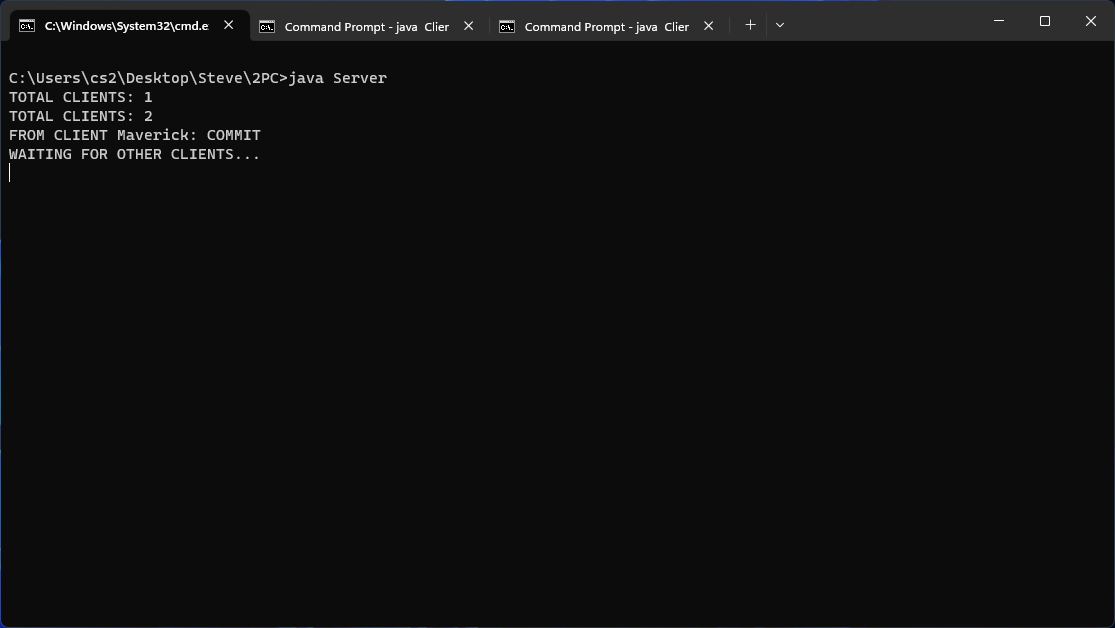 C:\Windows\System32\cmd.e
Command Prompt - java  Clier
Command Prompt - java  Clier
C:\Users\cs2\Desktop\Steve\2PC>java Server
TOTAL CLIENTS: 1
TOTAL CLIENTS: 2
FROM CLIENT Maverick: COMMIT
WAITING FOR OTHER CLIENTS...